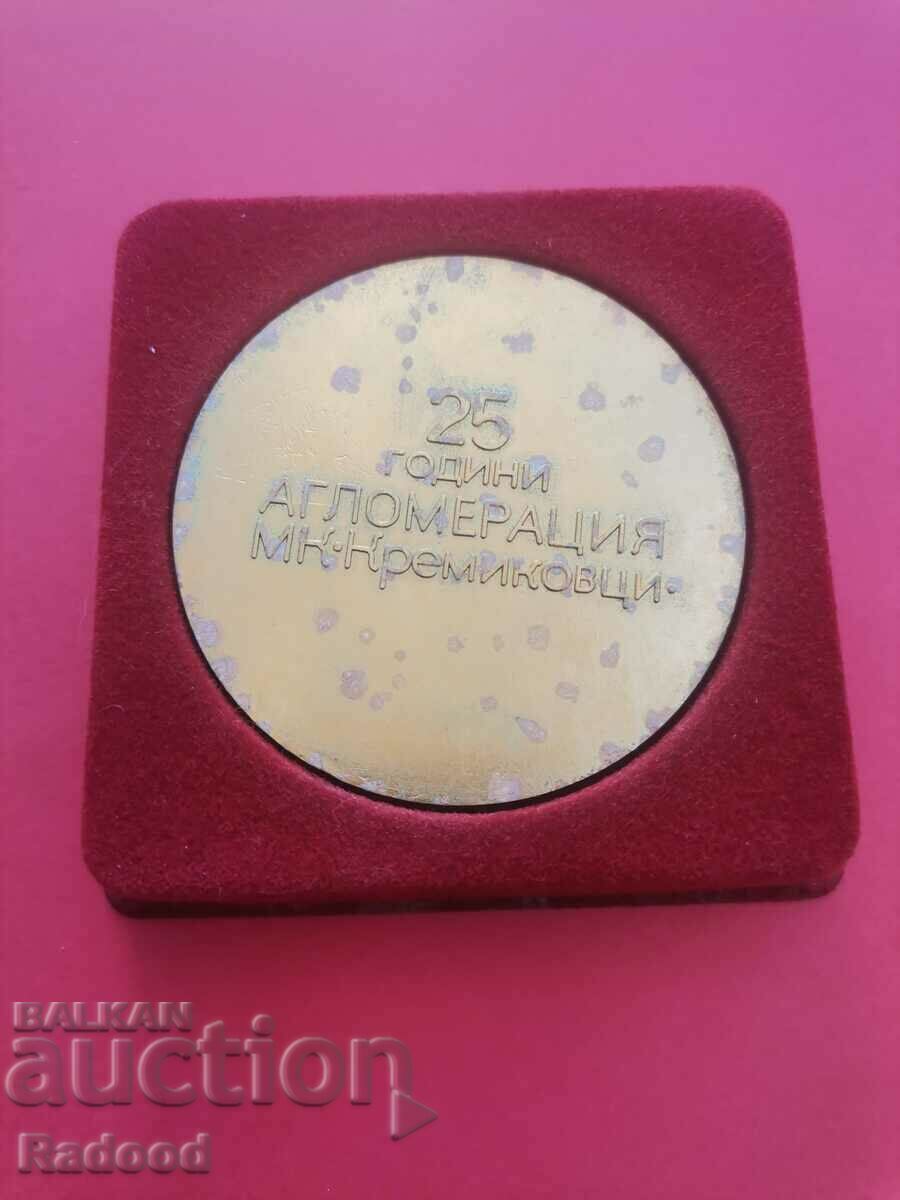 25
години
АГЛОМЕРАЦИЯ
МК·Кремиковци·
BALKAN
auction
Radood